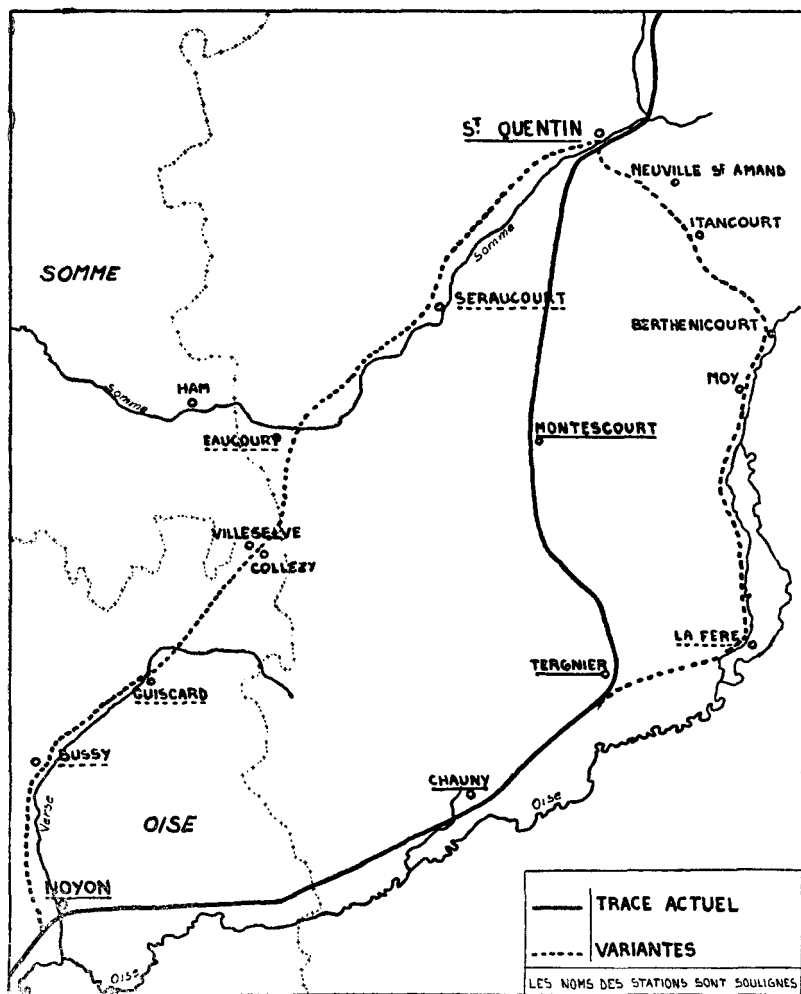 Sᵀ QUENTIN
NEUVILLE Sᵗ AMAND
ITANCOURT
Somme
SOMME
SERAUCOURT
BERTHENICOURT
MOY
HAM
Somme
EAUCOURT
MONTESCOURT
VILLESELVE
COLLEZY
LA FERE
TERGNIER
GUISCARD
BUSSY
CHAUNY
Oise
Verse
OISE
NOYON
Oise
TRACE ACTUEL
VARIANTES
LES NOMS DES STATIONS SONT SOULIGNES